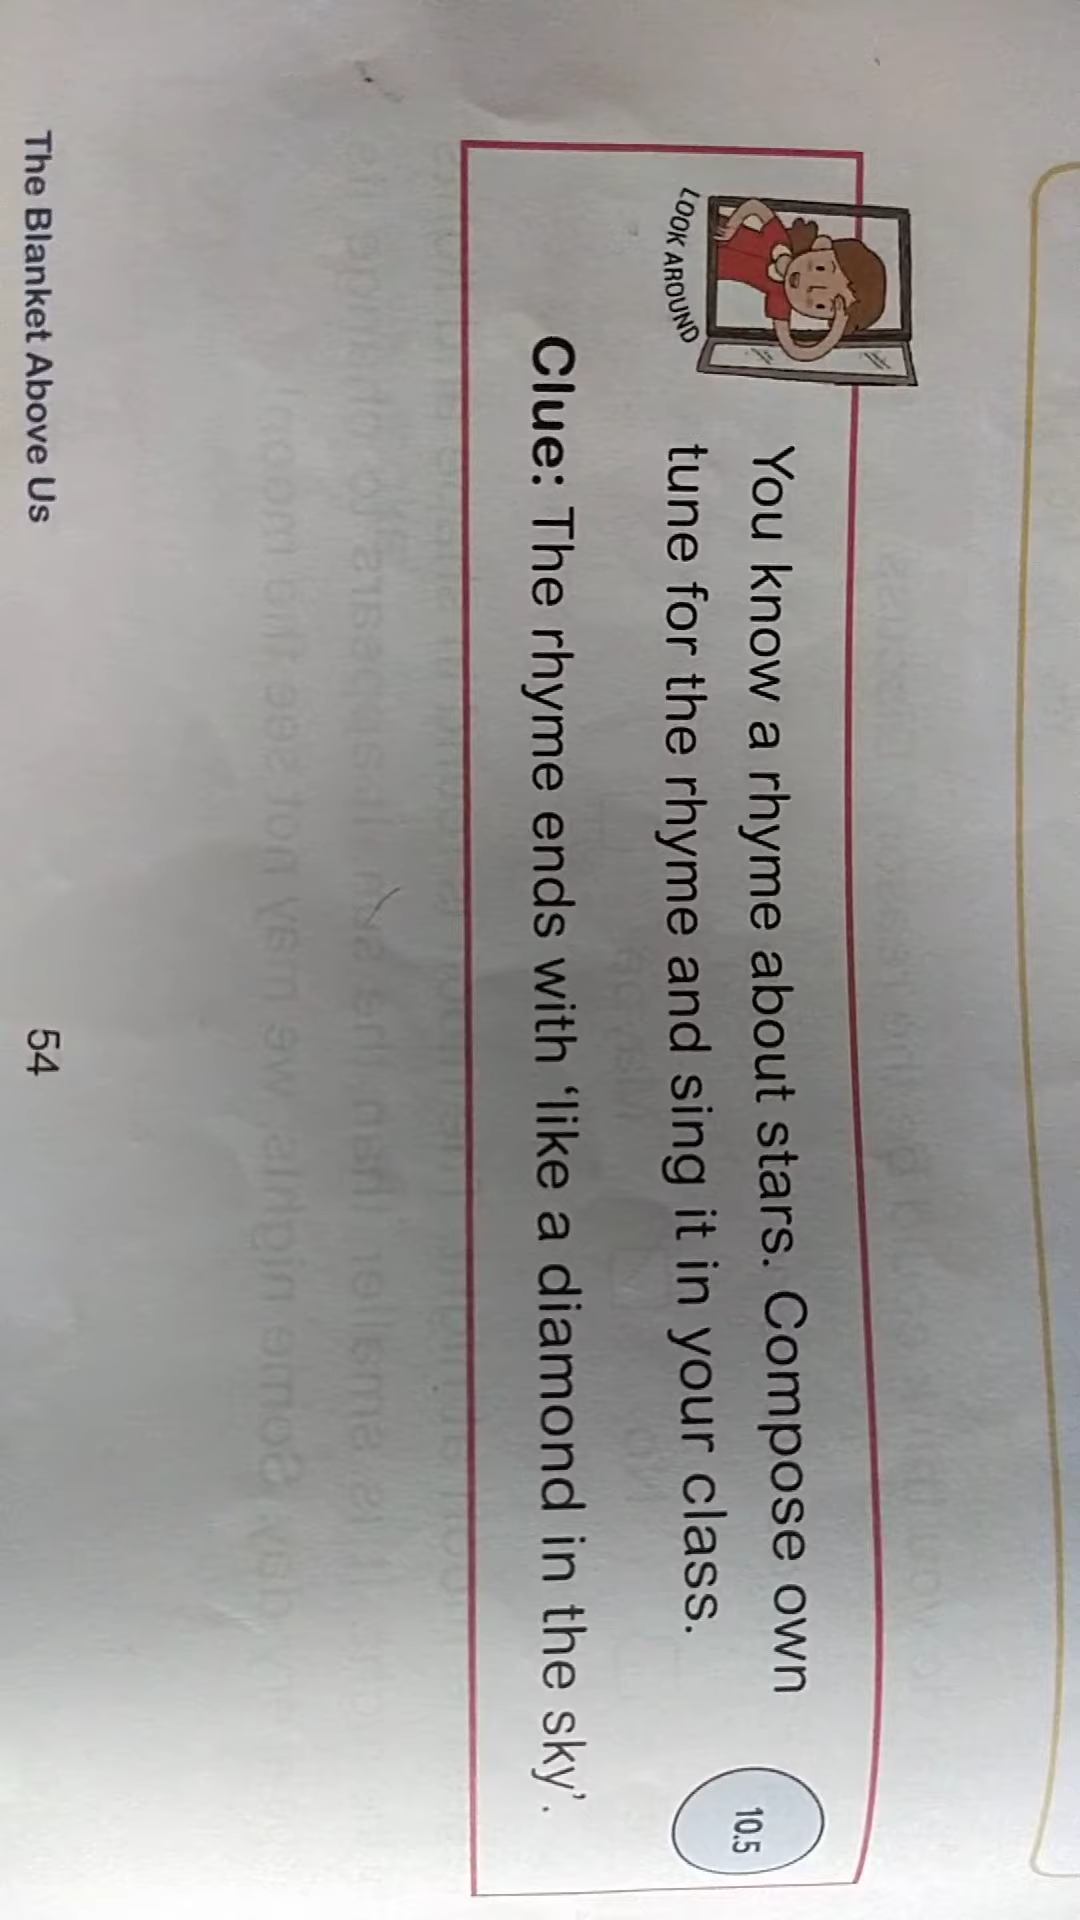 LOOK AROUND
You know a rhyme about stars. Compose own
tune for the rhyme and sing it in your class.
10.5
Clue: The rhyme ends with ‘like a diamond in the sky’.
The Blanket Above Us
54